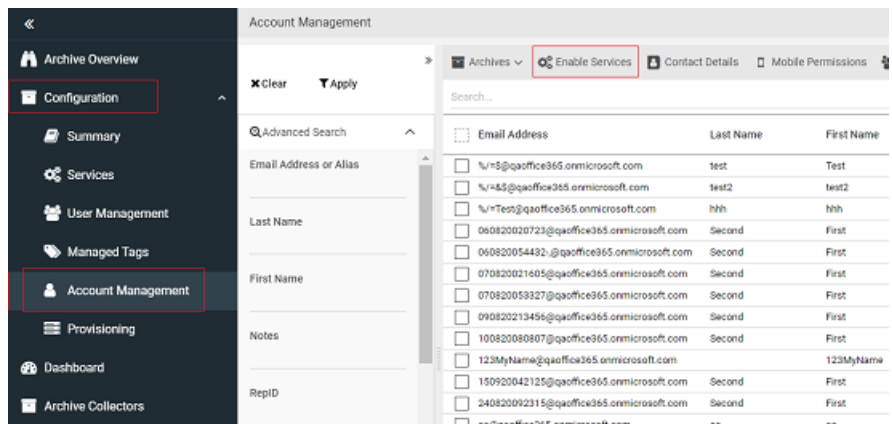 «
Archive Overview
Configuration
Summary
Services
User Management
Managed Tags
Account Management
Provisioning
Dashboard
Archive Collectors
Account Management
»
Clear Apply
Advanced Search
Email Address or Alias
Last Name
First Name
Notes
RepID
Archives Enable Services Contact Details Mobile Permissions
Search...
Email Address Last Name First Name
%/=$@qaoffice365.onmicrosoft.com test Test
%/=&$@qaoffice365.onmicrosoft.com test2 test2
%/=Test@qaoffice365.onmicrosoft.com hhh hhh
060820020723@qaoffice365.onmicrosoft.com Second First
060820054432-,@qaoffice365.onmicrosoft.com Second First
070820021605@qaoffice365.onmicrosoft.com Second First
070820053327@qaoffice365.onmicrosoft.com Second First
090820213456@qaoffice365.onmicrosoft.com Second First
100820080807@qaoffice365.onmicrosoft.com Second First
123MyName@qaoffice365.onmicrosoft.com 123MyName
150920042125@qaoffice365.onmicrosoft.com Second First
240820092315@qaoffice365.onmicrosoft.com Second First